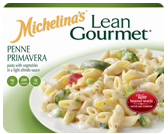 Michelina's
Lean
Gourmet
PENNE
PRIMAVERA
pasta with vegetables
in a light alfredo sauce